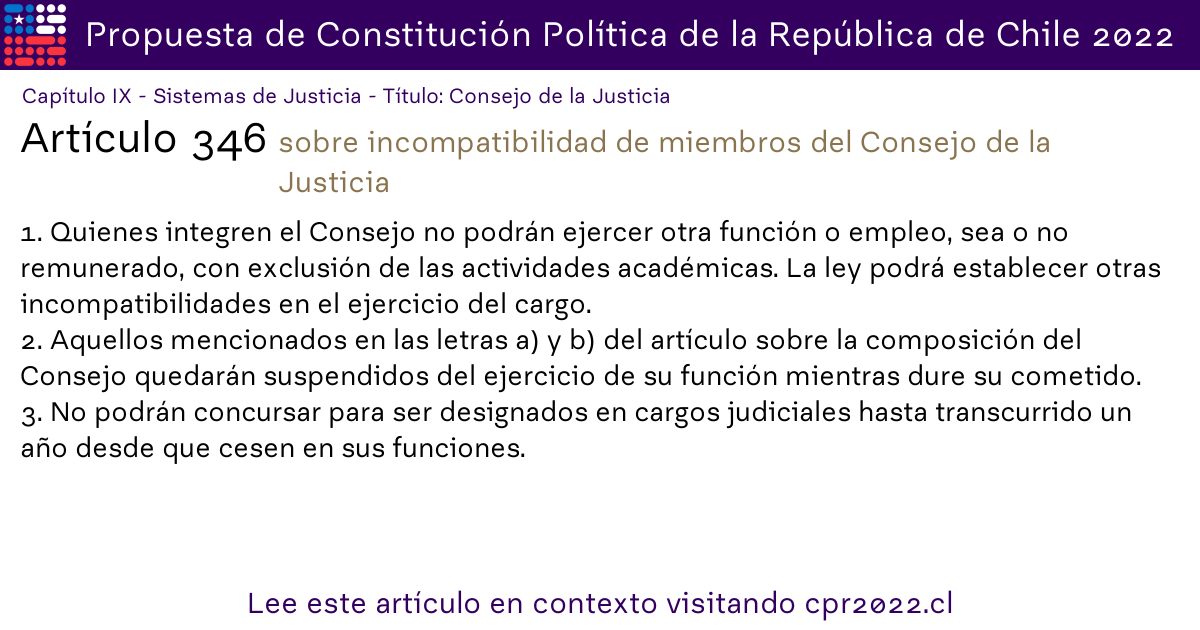 Propuesta de Constitución Política de la República de Chile 2022
Capítulo IX - Sistemas de Justicia - Título: Consejo de la Justicia
Artículo 346 sobre incompatibilidad de miembros del Consejo de la
Justicia
1. Quienes integren el Consejo no podrán ejercer otra función o empleo, sea o no
remunerado, con exclusión de las actividades académicas. La ley podrá establecer otras
incompatibilidades en el ejercicio del cargo.
2. Aquellos mencionados en las letras a) y b) del artículo sobre la composición del
Consejo quedarán suspendidos del ejercicio de su función mientras dure su cometido.
3. No podrán concursar para ser designados en cargos judiciales hasta transcurrido un
año desde que cesen en sus funciones.
Lee este artículo en contexto visitando cpr2022.cl